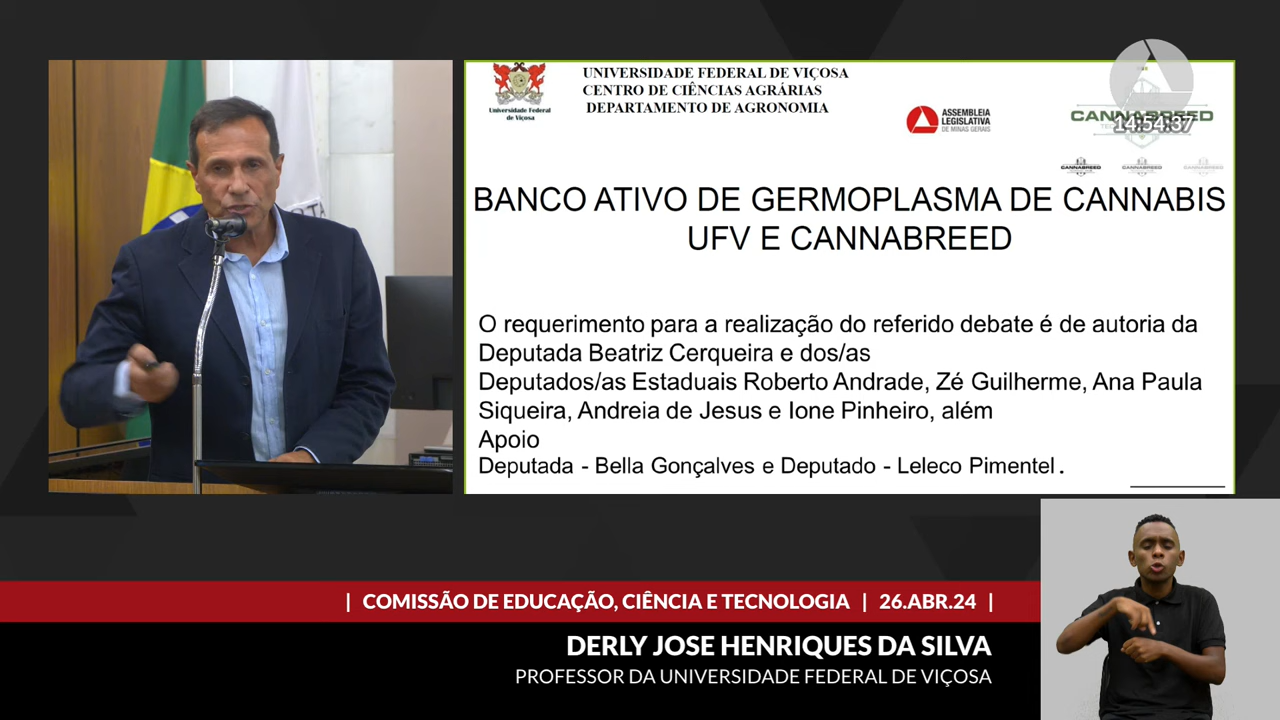 UNIVERSIDADE FEDERAL DE VIÇOSA
CENTRO DE CIÊNCIAS AGRÁRIAS
DEPARTAMENTO DE AGRONOMIA
Universidade Federal
de Viçosa
ASSEMBLEIA
LEGISLATIVA
DE MINAS GERAIS
CANNABREED
14:54:37
CANNABREED
CANNABREED
CANNABREED
BANCO ATIVO DE GERMOPLASMA DE CANNABIS
UFV E CANNABREED
O requerimento para a realização do referido debate é de autoria da
Deputada Beatriz Cerqueira e dos/as
Deputados/as Estaduais Roberto Andrade, Zé Guilherme, Ana Paula
Siqueira, Andreia de Jesus e Ione Pinheiro, além
Apoio
Deputada - Bella Gonçalves e Deputado - Leleco Pimentel.
| COMISSÃO DE EDUCAÇÃO, CIÊNCIA E TECNOLOGIA | 26.ABR.24 |
DERLY JOSE HENRIQUES DA SILVA
PROFESSOR DA UNIVERSIDADE FEDERAL DE VIÇOSA